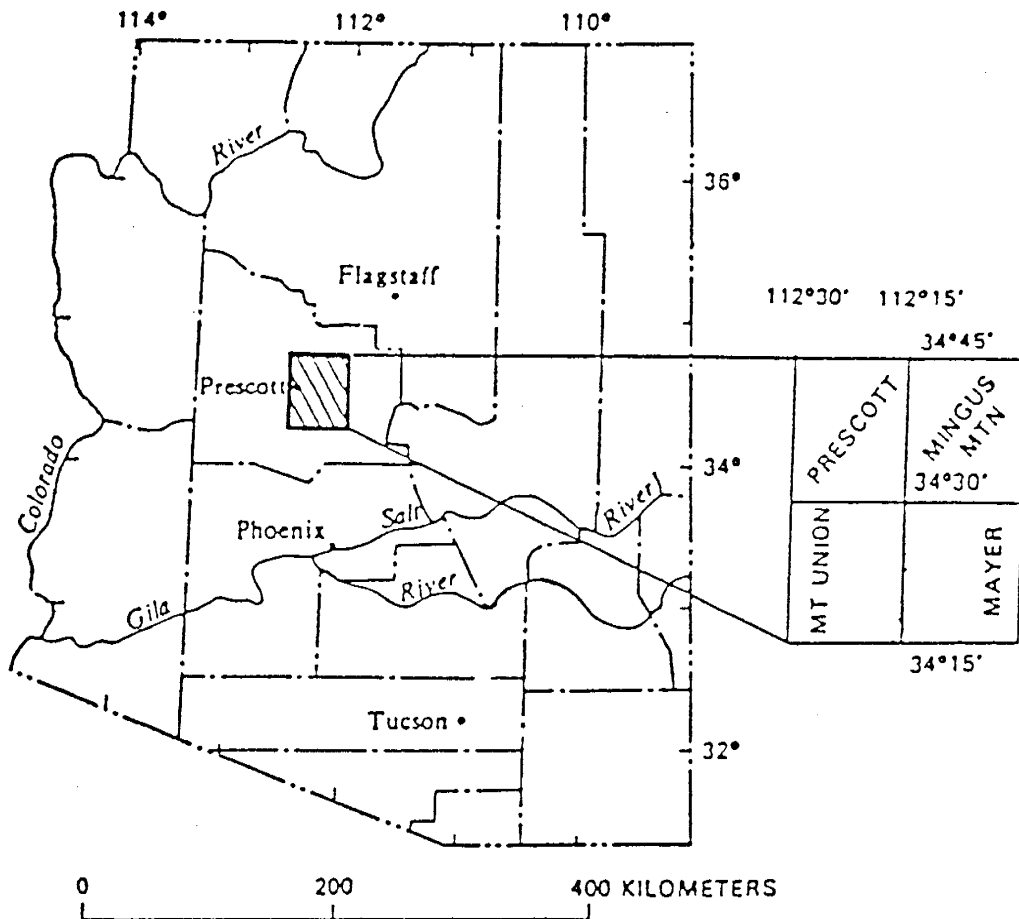 114°
112°
110°
River
36°
Flagstaff
112°30'
112°15'
34°45'
Prescott
PRESCOTT
MINGUS
MTN
34°30'
Colorado
34°
Salt
River
Phoenix
River
Gila
MT UNION
MAYER
34°15'
Tucson
32°
0
200
400 KILOMETERS